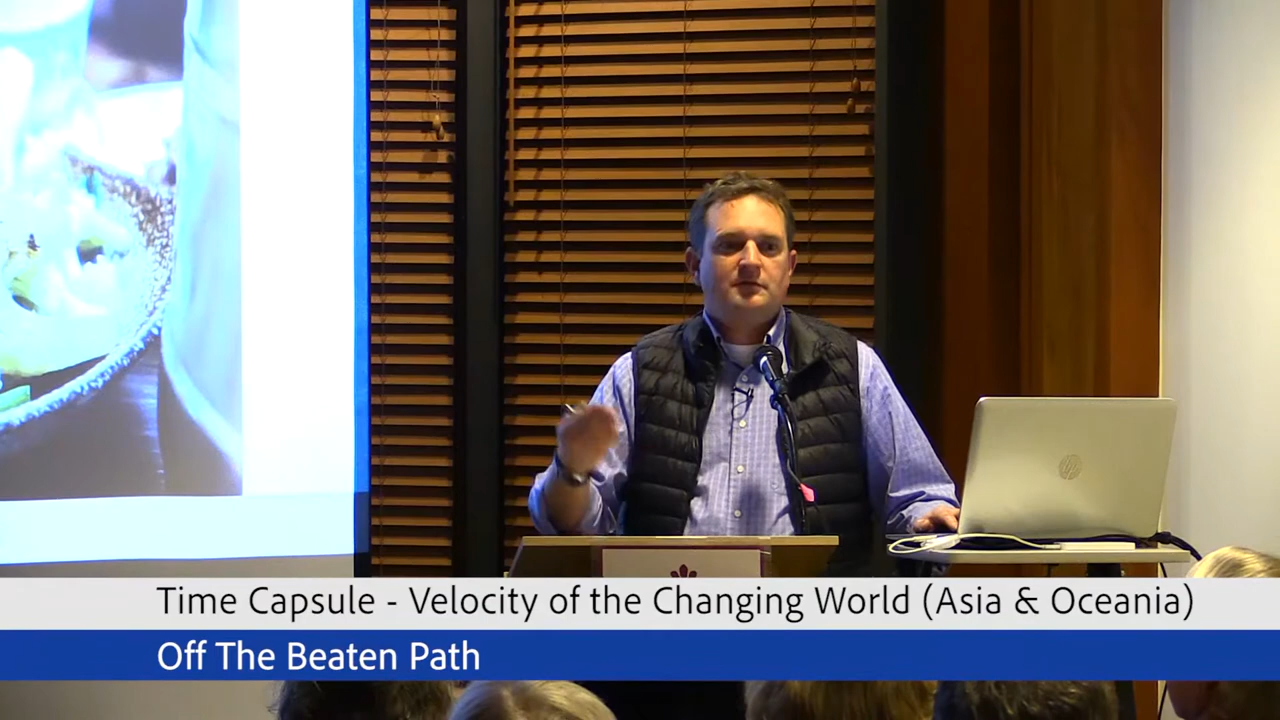 Time Capsule - Velocity of the Changing World (Asia & Oceania)
Off The Beaten Path